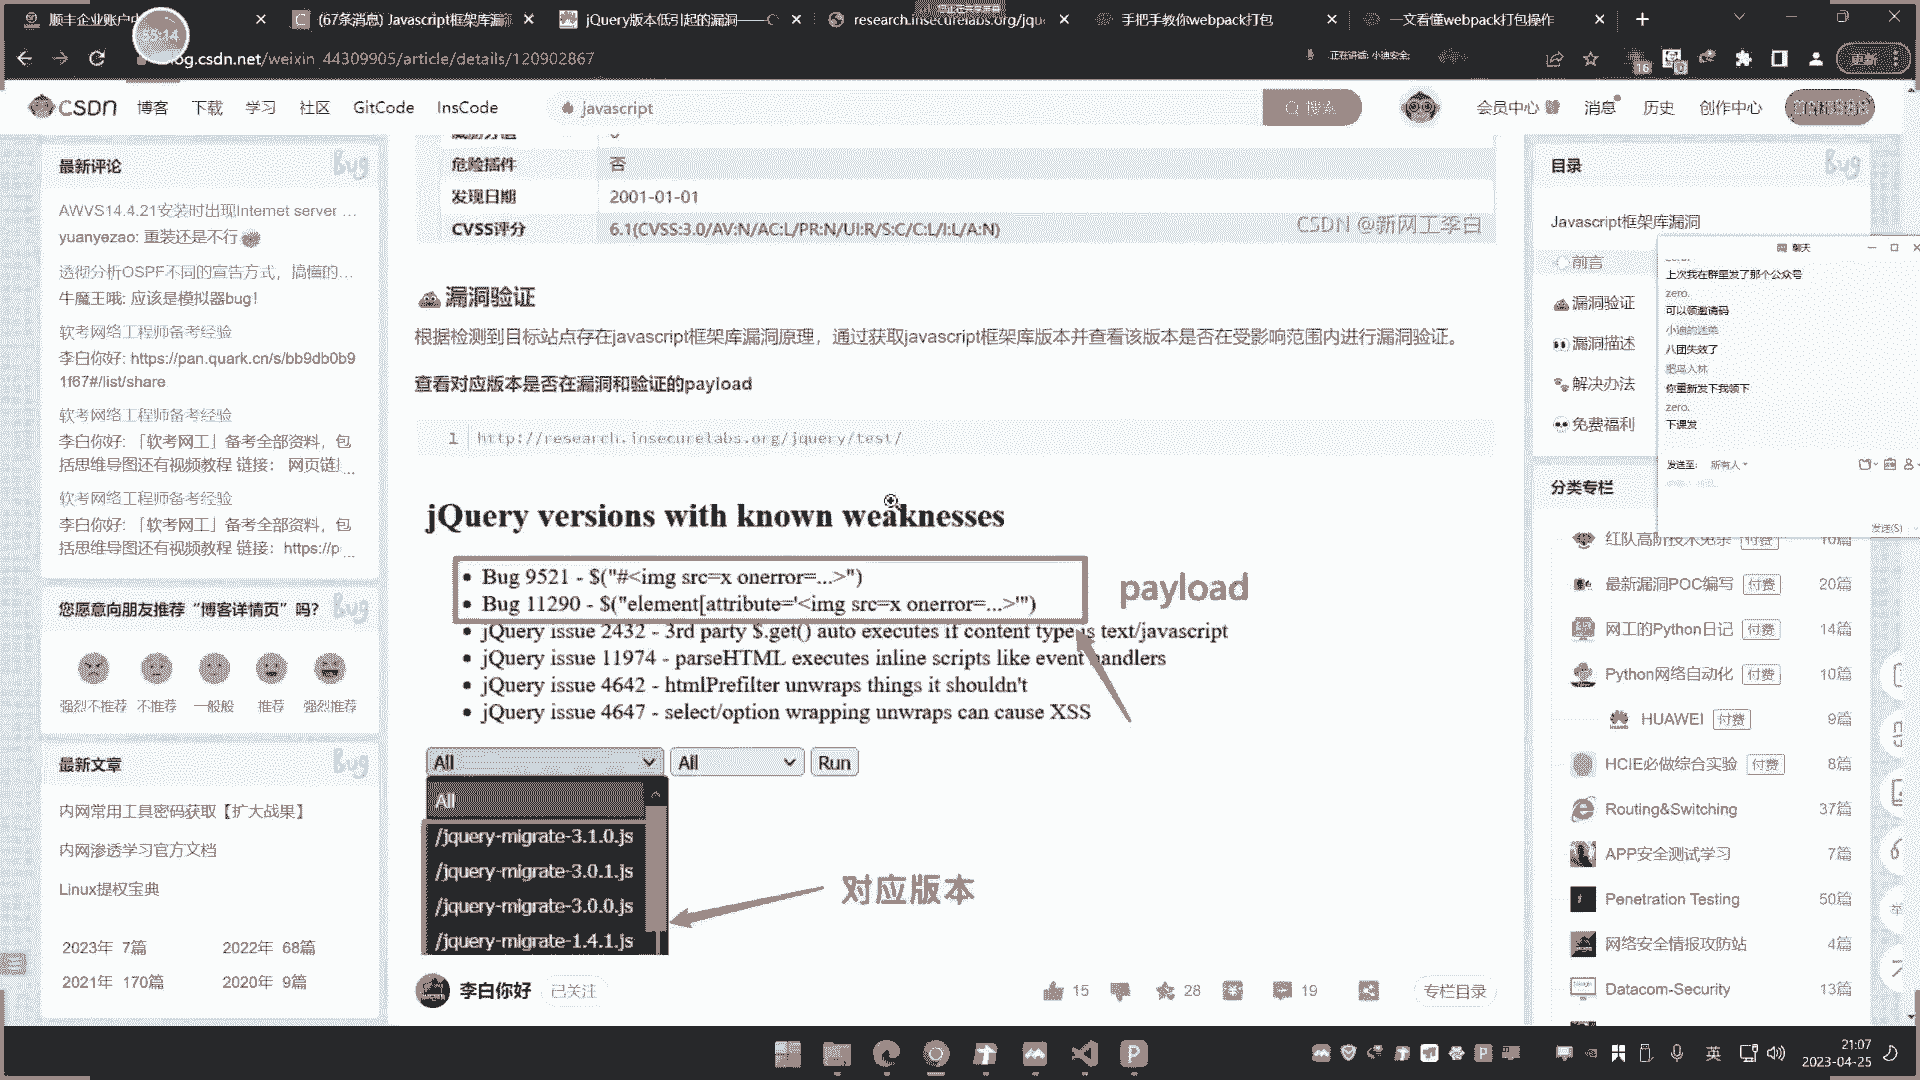 顺丰企业账户中
(67条消息) Javascript框架库漏
jQuery版本低引起的漏洞——C
research.insecurelabs.org/jqu
手把手教你webpack打包
一文看懂webpack打包操作
55:14
og.csdn.net/weixin_44309905/article/details/120902867
正在讲话: 小迪安全;
更新
CSDN 博客 下载 学习 社区 GitCode InsCode
javascript
搜索
会员中心 消息 历史 创作中心
最新评论
AWVS14.4.21安装时出现Internet server ...
yuanyezao: 重装还是不行
透彻分析OSPF不同的宣告方式，搞懂的...
牛魔王哦: 应该是模拟器bug!
软考网络工程师备考经验
李白你好: https://pan.quark.cn/s/bb9db0b9
1f67#/list/share
软考网络工程师备考经验
李白你好: 「软考网工」备考全部资料，包
括思维导图还有视频教程 链接： 网页链...
软考网络工程师备考经验
李白你好: 「软考网工」备考全部资料，包
括思维导图还有视频教程 链接：https://p...
您愿意向朋友推荐“博客详情页”吗？
强烈不推荐 不推荐 一般般 推荐 强烈推荐
最新文章
内网常用工具密码获取【扩大战果】
内网渗透学习官方文档
Linux提权宝典
2023年 7篇 2022年 68篇
2021年 170篇 2020年 9篇
危险插件 否
发现日期 2001-01-01
CVSS评分 6.1(CVSS:3.0/AV:N/AC:L/PR:N/UI:R/S:C/C:L/I:L/A:N)
CSDN @新网工李白
漏洞验证
根据检测到目标站点存在javascript框架库漏洞原理，通过获取javascript框架库版本并查看该版本是否在受影响范围内进行漏洞验证。
查看对应版本是否在漏洞和验证的payload
1 http://research.insecurelabs.org/jquery/test/
jQuery versions with known weaknesses
Bug 9521 - $("#<img src=x onerror=...>")
Bug 11290 - $("element[attribute='<img src=x onerror=...>'")
payload
jQuery issue 2432 - 3rd party $.get() auto executes if content type is text/javascript
jQuery issue 11974 - parseHTML executes inline scripts like event handlers
jQuery issue 4642 - htmlPrefilter unwraps things it shouldn't
jQuery issue 4647 - select/option wrapping unwraps can cause XSS
All All Run
All
/jquery-migrate-3.1.0.js
/jquery-migrate-3.0.1.js
/jquery-migrate-3.0.0.js
/jquery-migrate-1.4.1.js
对应版本
李白你好 已关注
15 28 19 专栏目录
目录
Javascript框架库漏洞
前言
漏洞验证
漏洞描述
解决办法
免费福利
聊天
上次我在群里发了那个公众号
zero.
可以领邀请码
小迪的迷弟
八团失效了
肥鸟入林
你重新发下我领下
zero.
下课发
发送至: 所有人
发送(S)
分类专栏
付费 10篇
最新漏洞POC编写 付费 20篇
网工的Python日记 付费 14篇
Python网络自动化 付费 10篇
HUAWEI 付费 9篇
HCIE必做综合实验 付费 8篇
Routing&Switching 37篇
APP安全测试学习 7篇
Penetration Testing 50篇
网络安全情报攻防站 4篇
Datacom-Security 13篇
英
21:07
2023-04-25